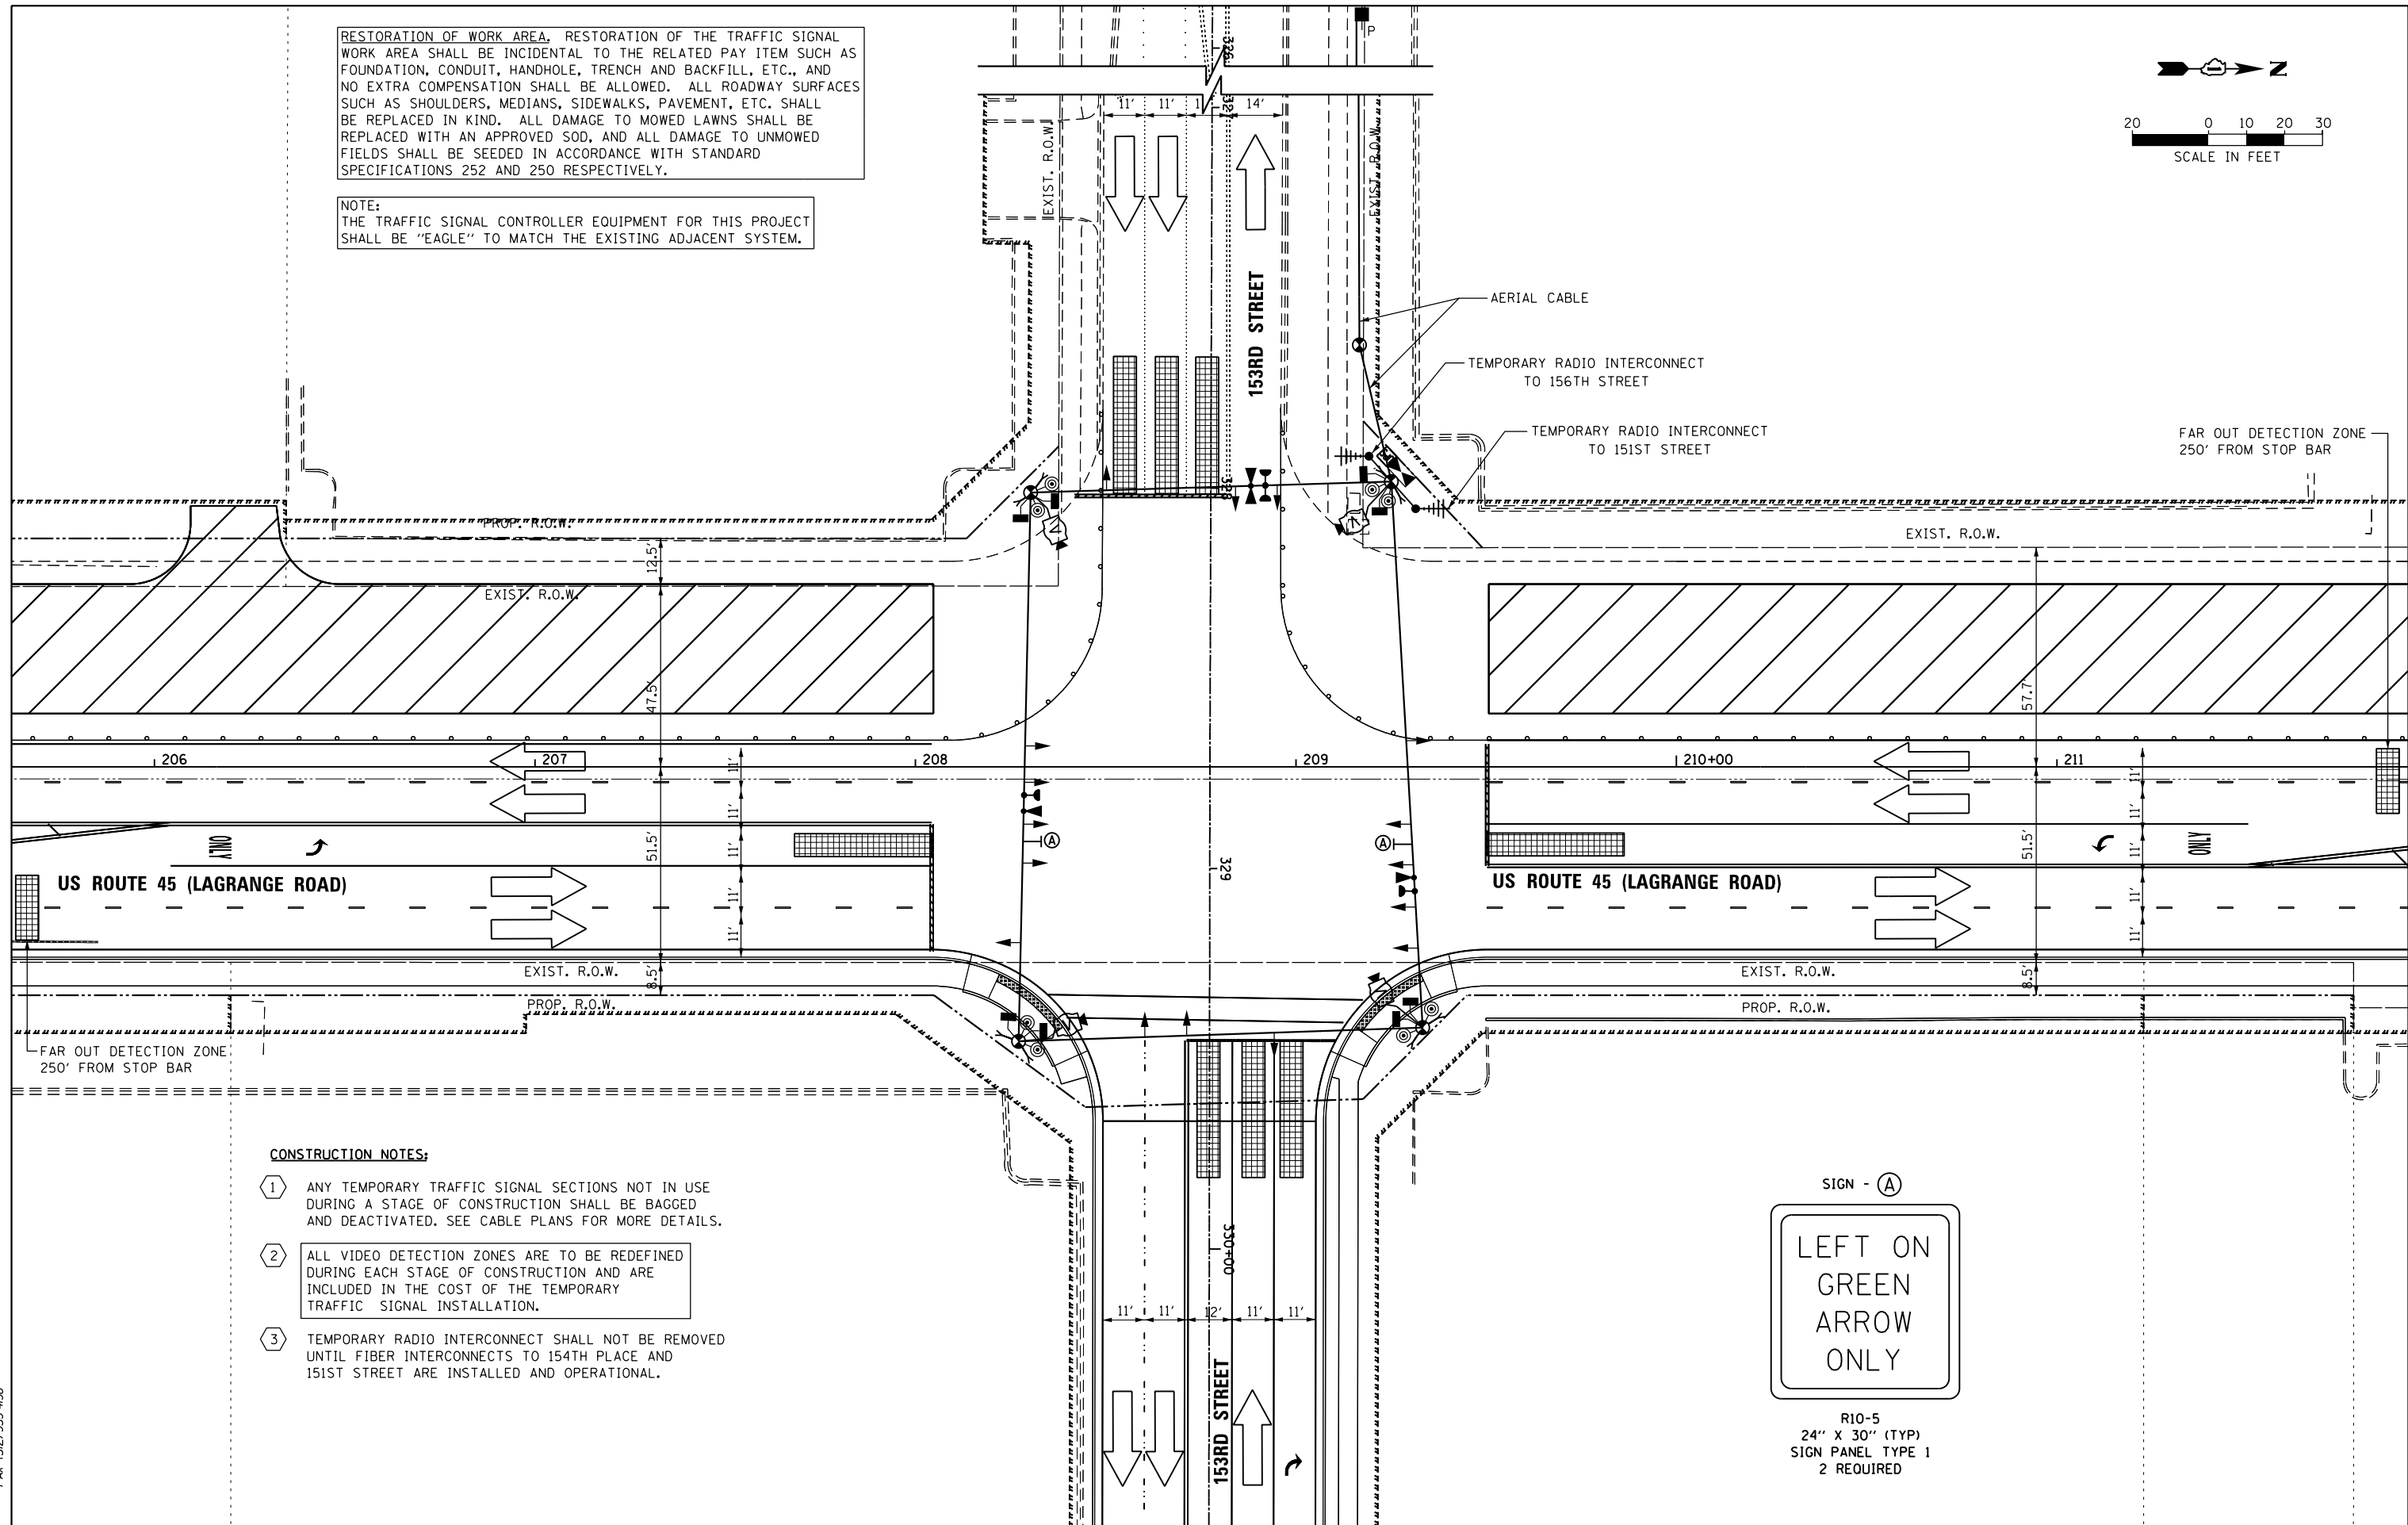 RESTORATION OF WORK AREA. RESTORATION OF THE TRAFFIC SIGNAL
WORK AREA SHALL BE INCIDENTAL TO THE RELATED PAY ITEM SUCH AS
FOUNDATION, CONDUIT, HANDHOLE, TRENCH AND BACKFILL, ETC., AND
NO EXTRA COMPENSATION SHALL BE ALLOWED. ALL ROADWAY SURFACES
SUCH AS SHOULDERS, MEDIANS, SIDEWALKS, PAVEMENT, ETC. SHALL
BE REPLACED IN KIND. ALL DAMAGE TO MOWED LAWNS SHALL BE
REPLACED WITH AN APPROVED SOD, AND ALL DAMAGE TO UNMOWED
FIELDS SHALL BE SEEDED IN ACCORDANCE WITH STANDARD
SPECIFICATIONS 252 AND 250 RESPECTIVELY.
NOTE:
THE TRAFFIC SIGNAL CONTROLLER EQUIPMENT FOR THIS PROJECT
SHALL BE "EAGLE" TO MATCH THE EXISTING ADJACENT SYSTEM.
P
326
327
11' 11' 14'
EXIST. R.O.W.
EXIST. R.O.W.
N
20 0 10 20 30
SCALE IN FEET
153RD STREET
AERIAL CABLE
TEMPORARY RADIO INTERCONNECT
TO 156TH STREET
TEMPORARY RADIO INTERCONNECT
TO 151ST STREET
FAR OUT DETECTION ZONE
250' FROM STOP BAR
PROP. R.O.W.
EXIST. R.O.W.
12.5'
EXIST. R.O.W.
47.5'
57.7'
206
207
208
209
210+00
211
11'
11'
11'
11'
11'
51.5'
ONLY
A
A
329
51.5'
11'
11'
11'
11'
11'
ONLY
US ROUTE 45 (LAGRANGE ROAD)
US ROUTE 45 (LAGRANGE ROAD)
EXIST. R.O.W.
8.5'
PROP. R.O.W.
EXIST. R.O.W.
8.5'
PROP. R.O.W.
FAR OUT DETECTION ZONE
250' FROM STOP BAR
CONSTRUCTION NOTES:
1 ANY TEMPORARY TRAFFIC SIGNAL SECTIONS NOT IN USE
DURING A STAGE OF CONSTRUCTION SHALL BE BAGGED
AND DEACTIVATED. SEE CABLE PLANS FOR MORE DETAILS.
2 ALL VIDEO DETECTION ZONES ARE TO BE REDEFINED
DURING EACH STAGE OF CONSTRUCTION AND ARE
INCLUDED IN THE COST OF THE TEMPORARY
TRAFFIC SIGNAL INSTALLATION.
3 TEMPORARY RADIO INTERCONNECT SHALL NOT BE REMOVED
UNTIL FIBER INTERCONNECTS TO 154TH PLACE AND
151ST STREET ARE INSTALLED AND OPERATIONAL.
330+00
11' 11' 12' 11' 11'
153RD STREET
SIGN - A
LEFT ON
GREEN
ARROW
ONLY
R10-5
24" X 30" (TYP)
SIGN PANEL TYPE 1
2 REQUIRED